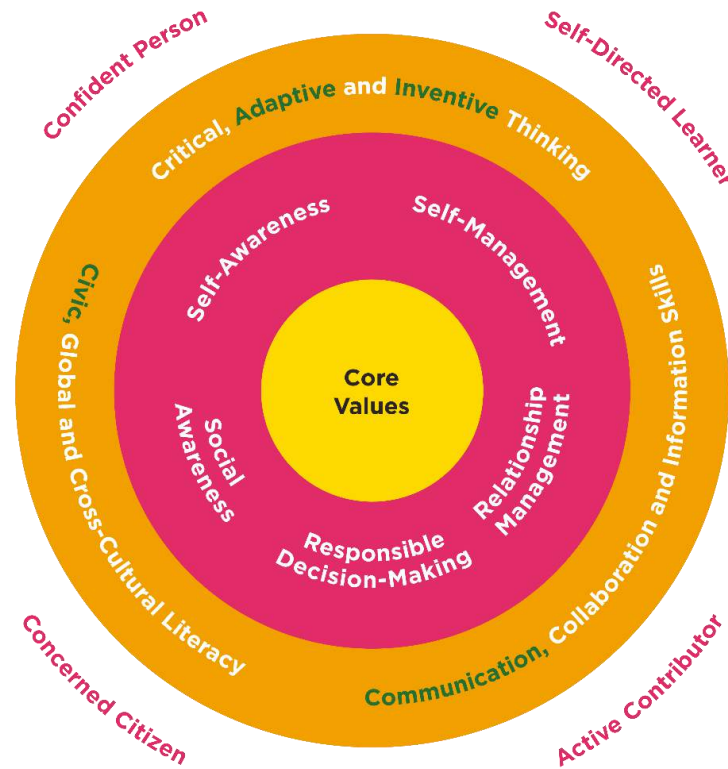 Confident Person
Self-Directed Learner
Critical, Adaptive and Inventive Thinking
Self-Awareness
Self-Management
Civic, Global and Cross-Cultural Literacy
Communication, Collaboration and Information Skills
Core
Values
Social
Awareness
Relationship
Management
Responsible
Decision-Making
Concerned Citizen
Active Contributor